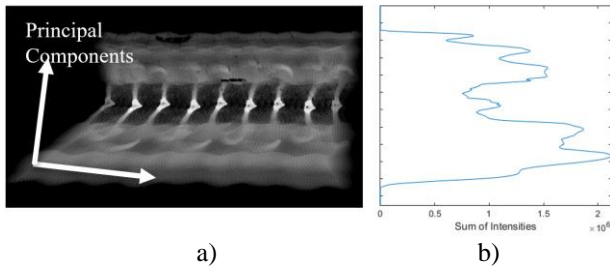 Principal
Components
0
0.5
1
1.5
2
Sum of Intensities
×10⁶
a)
b)